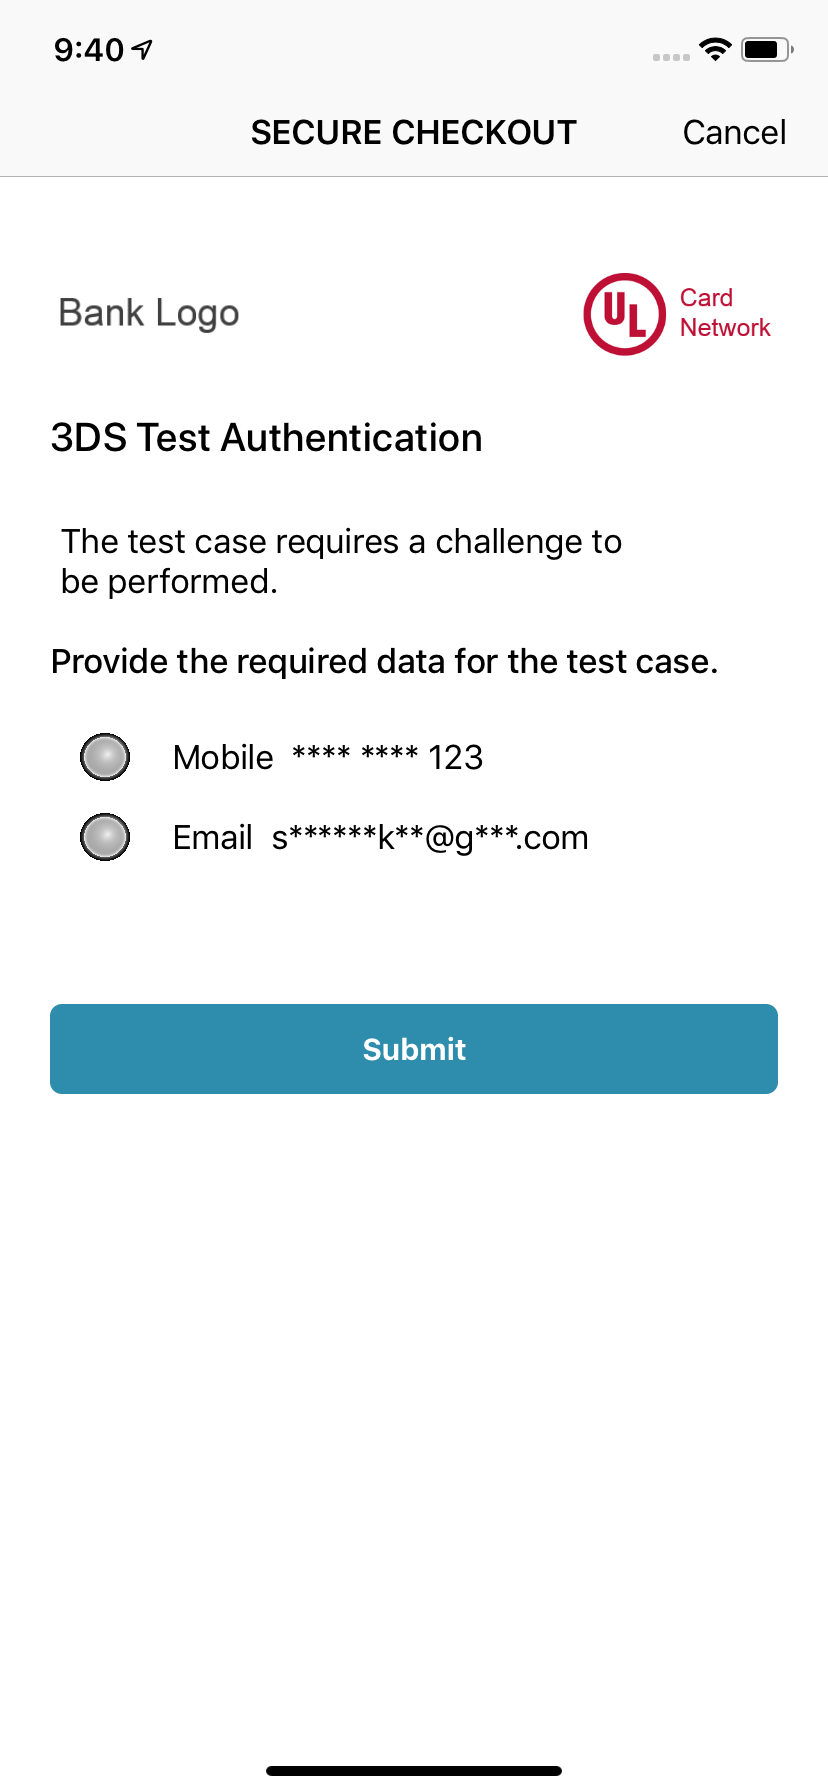 9:40
SECURE CHECKOUT Cancel
Bank Logo
UL Card
Network
3DS Test Authentication
The test case requires a challenge to
be performed.
Provide the required data for the test case.
Mobile **** **** 123
Email s******k**@g***.com
Submit